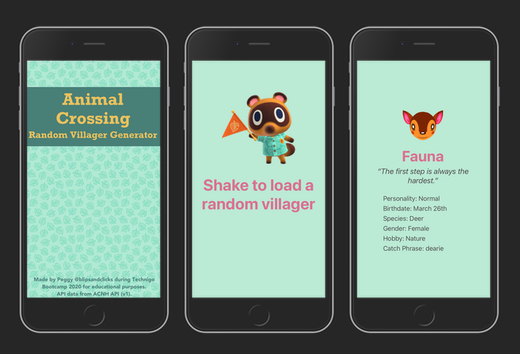 Animal
Crossing
Random Villager Generator
Made by Peggy @blipsandclicks during Technigo
Bootcamp 2020 for educational purposes.
API data from ACNH API (v1).
Shake to load a
random villager
Fauna
"The first step is always the
hardest."
Personality: Normal
Birthdate: March 26th
Species: Deer
Gender: Female
Hobby: Nature
Catch Phrase: dearie